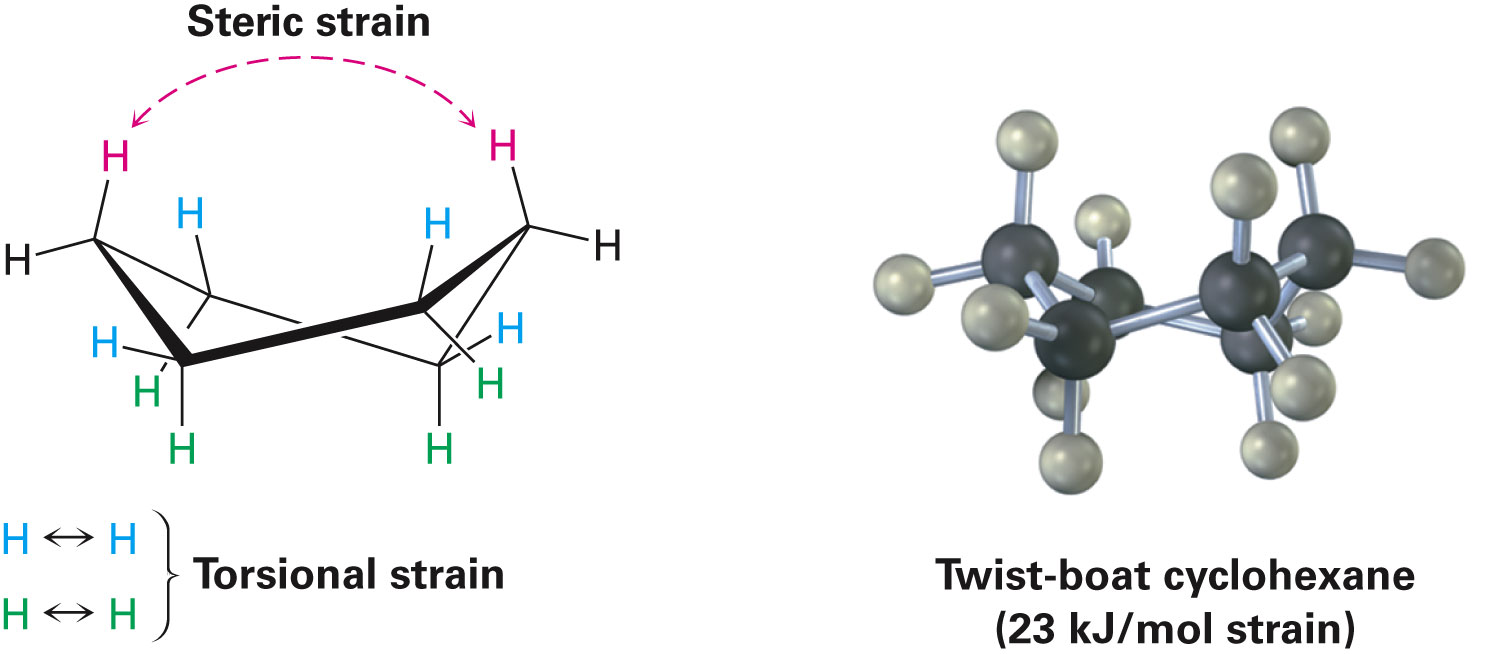 Steric strain
H
H
H
H
H
H
H
H
H
H
H
H
H ↔ H
H ↔ H
Torsional strain
Twist-boat cyclohexane
(23 kJ/mol strain)